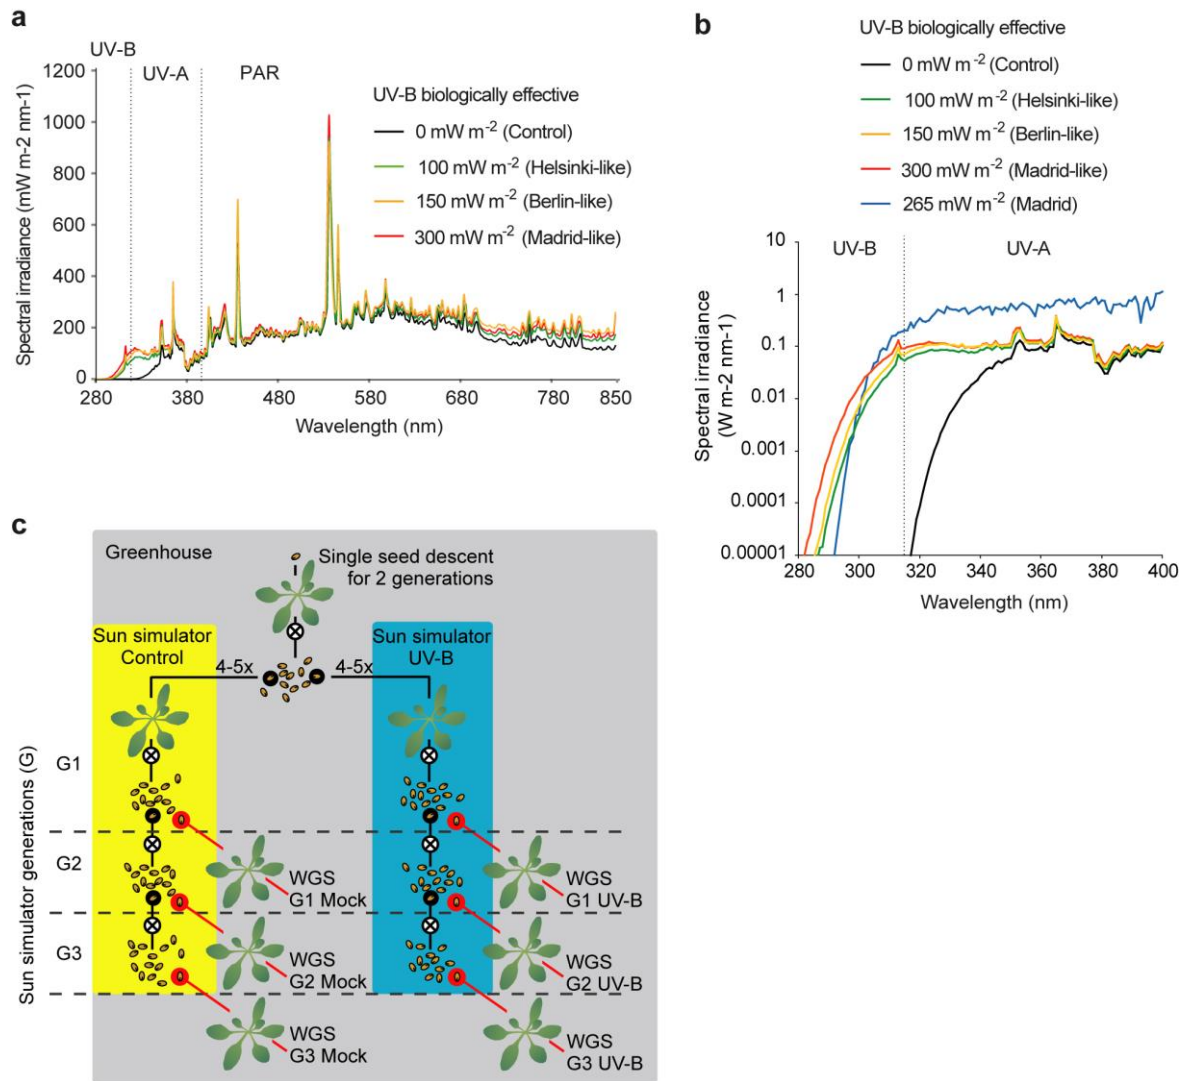 a
UV-B
UV-A
PAR
1200
1000
800
600
400
200
0
Spectral irradiance (mW m-2 nm-1)
280
380
480
580
680
780
850
Wavelength (nm)
UV-B biologically effective
0 mW m-2 (Control)
100 mW m-2 (Helsinki-like)
150 mW m-2 (Berlin-like)
300 mW m-2 (Madrid-like)
b
UV-B biologically effective
0 mW m-2 (Control)
100 mW m-2 (Helsinki-like)
150 mW m-2 (Berlin-like)
300 mW m-2 (Madrid-like)
265 mW m-2 (Madrid)
UV-B
UV-A
10
1
0.1
0.01
0.001
0.0001
0.00001
Spectral irradiance
(W m-2 nm-1)
280
300
320
340
360
380
400
Wavelength (nm)
c
Greenhouse
Single seed descent
for 2 generations
Sun simulator
Control
4-5x
4-5x
Sun simulator
UV-B
Sun simulator generations (G)
G1
G2
WGS
G1 Mock
WGS
G1 UV-B
G3
WGS
G2 Mock
WGS
G2 UV-B
WGS
G3 Mock
WGS
G3 UV-B